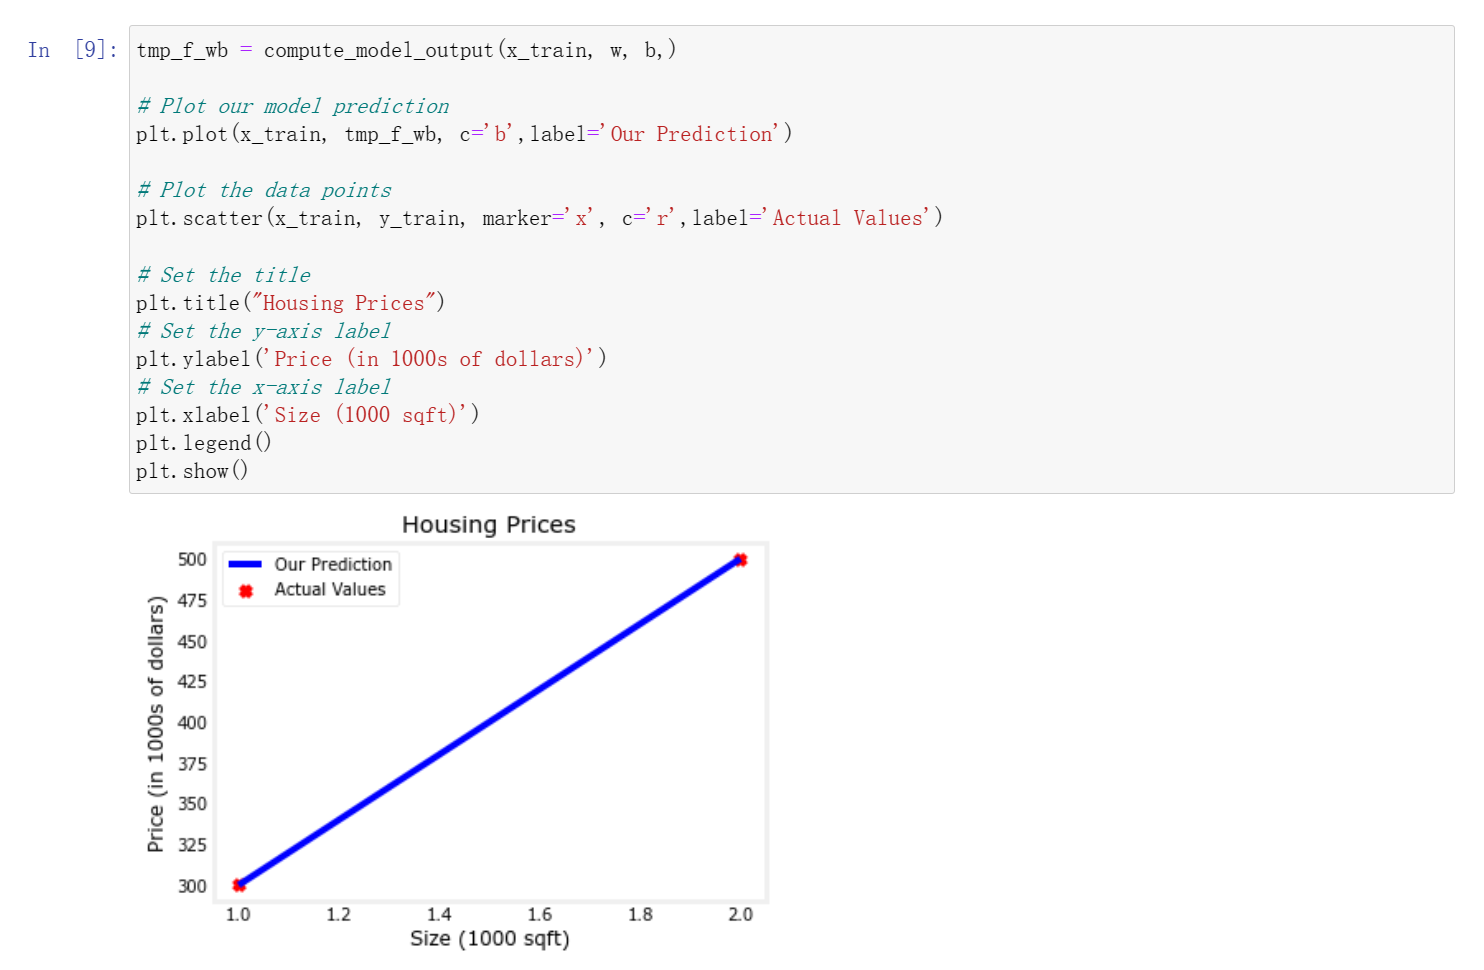 In [9]: tmp_f_wb = compute_model_output(x_train, w, b,)
# Plot our model prediction
plt.plot(x_train, tmp_f_wb, c='b',label='Our Prediction')
# Plot the data points
plt.scatter(x_train, y_train, marker='x', c='r',label='Actual Values')
# Set the title
plt.title("Housing Prices")
# Set the y-axis label
plt.ylabel('Price (in 1000s of dollars)')
# Set the x-axis label
plt.xlabel('Size (1000 sqft)')
plt.legend()
plt.show()
Housing Prices
Our Prediction
Actual Values
Price (in 1000s of dollars)
500
475
450
425
400
375
350
325
300
1.0 1.2 1.4 1.6 1.8 2.0
Size (1000 sqft)